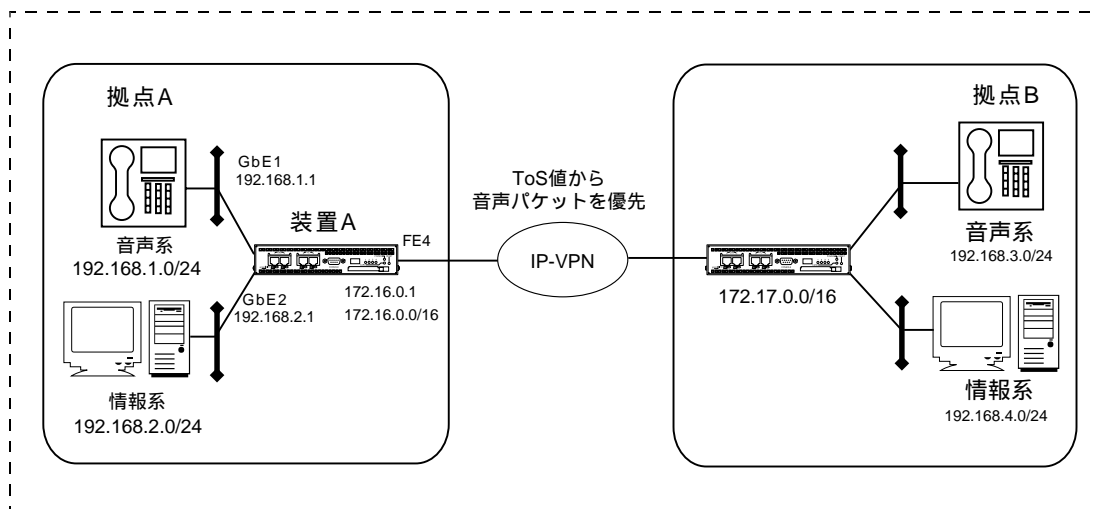 拠点A
GbE1
192.168.1.1
音声系
192.168.1.0/24
装置A
FE4
GbE2
192.168.2.1
172.16.0.1
172.16.0.0/16
情報系
192.168.2.0/24
ToS値から
音声パケットを優先
IP-VPN
拠点B
音声系
192.168.3.0/24
172.17.0.0/16
情報系
192.168.4.0/24